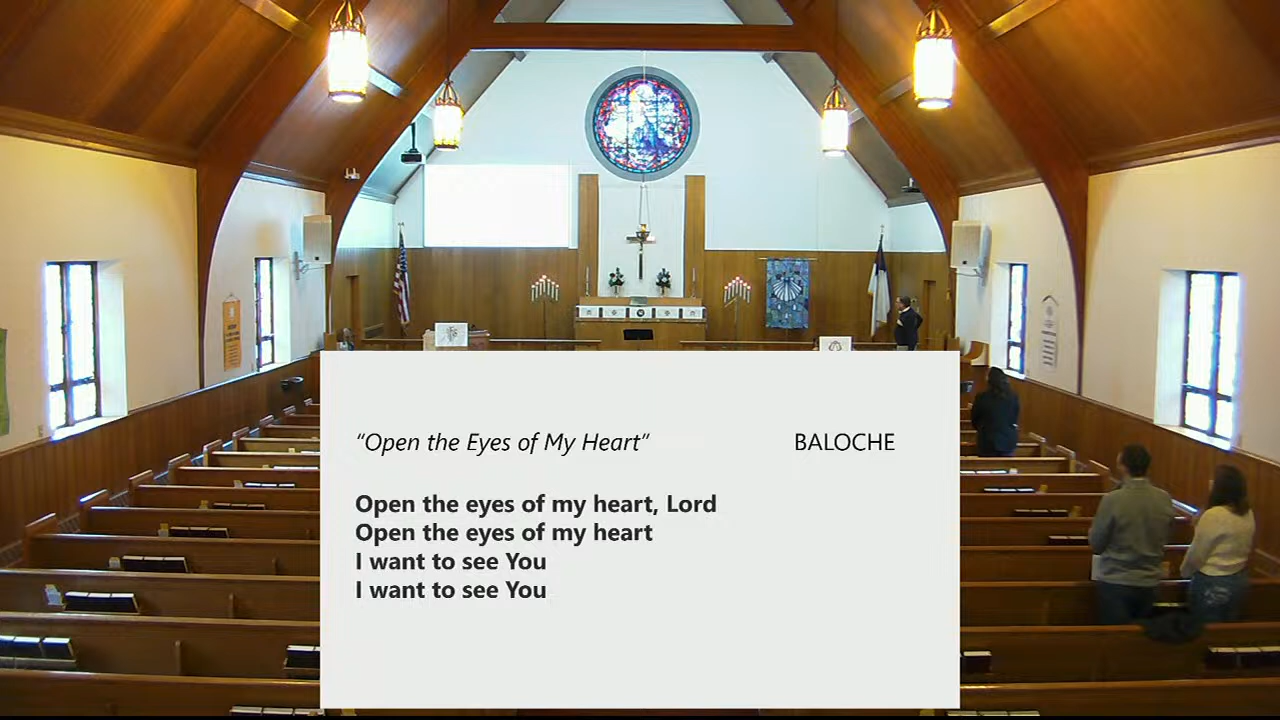 “Open the Eyes of My Heart” BALOCHE
Open the eyes of my heart, Lord
Open the eyes of my heart
I want to see You
I want to see You